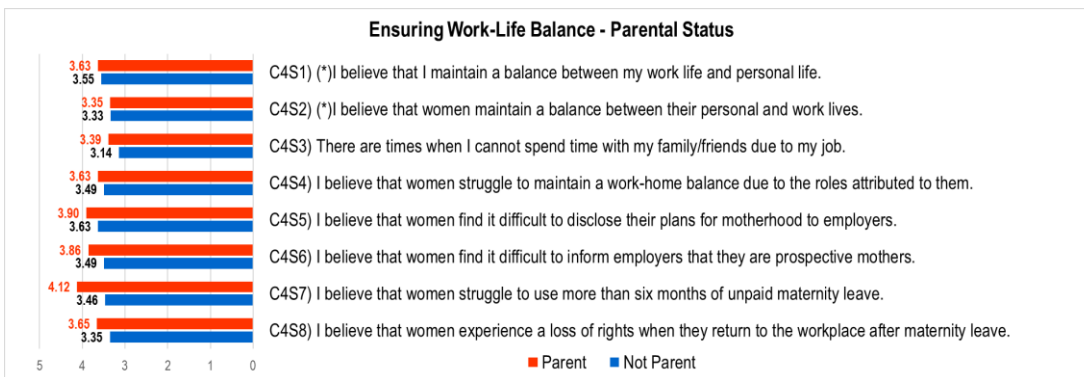 Ensuring Work-Life Balance - Parental Status
3.63
3.55
C4S1) (*)I believe that I maintain a balance between my work life and personal life.
3.35
3.33
C4S2) (*)I believe that women maintain a balance between their personal and work lives.
3.39
3.14
C4S3) There are times when I cannot spend time with my family/friends due to my job.
3.63
3.49
C4S4) I believe that women struggle to maintain a work-home balance due to the roles attributed to them.
3.90
3.63
C4S5) I believe that women find it difficult to disclose their plans for motherhood to employers.
3.86
3.49
C4S6) I believe that women find it difficult to inform employers that they are prospective mothers.
4.12
3.46
C4S7) I believe that women struggle to use more than six months of unpaid maternity leave.
3.65
3.35
C4S8) I believe that women experience a loss of rights when they return to the workplace after maternity leave.
5 4 3 2 1 0
Parent Not Parent